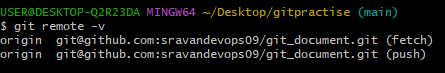 USER@DESKTOP-Q2R23DA MINGW64 ~/Desktop/gitpractise (main)
$ git remote -v
origin  git@github.com:sravandevops09/git_document.git (fetch)
origin  git@github.com:sravandevops09/git_document.git (push)